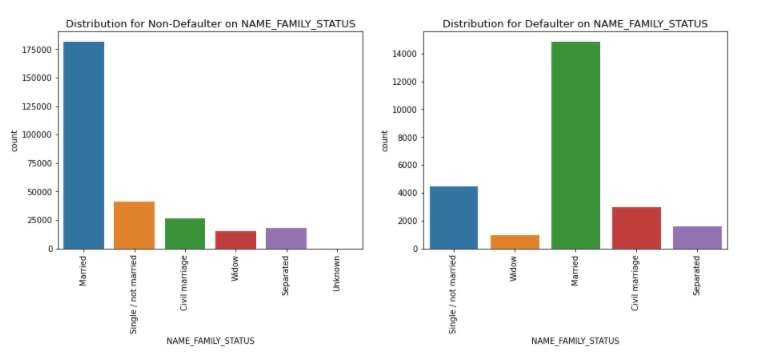 Distribution for Non-Defaulter on NAME_FAMILY_STATUS
175000
150000
125000
100000
75000
50000
25000
0
count
Married
Single / not married
Civil marriage
Widow
Separated
Unknown
NAME_FAMILY_STATUS
Distribution for Defaulter on NAME_FAMILY_STATUS
14000
12000
10000
8000
6000
4000
2000
0
count
Single / not married
Widow
Married
Civil marriage
Separated
NAME_FAMILY_STATUS